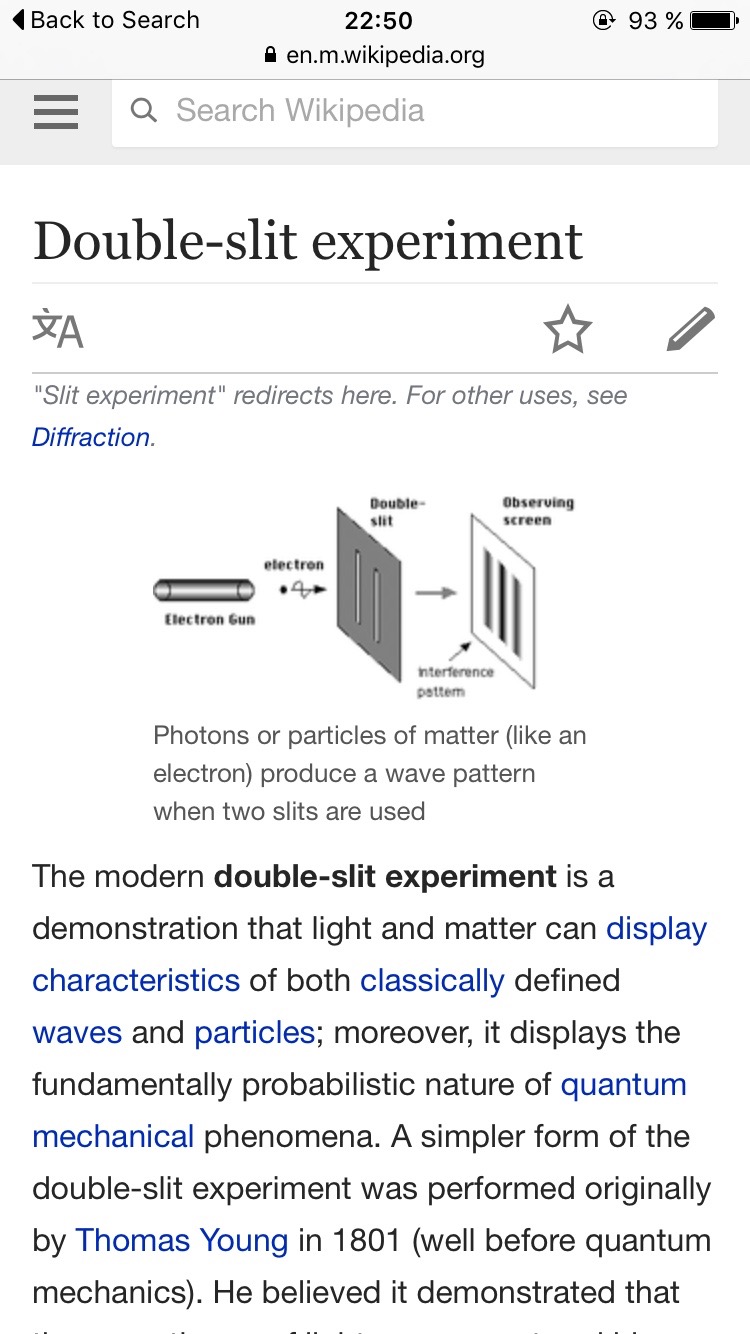 Back to Search 22:50 93 %
en.m.wikipedia.org
Search Wikipedia
Double-slit experiment
文A
"Slit experiment" redirects here. For other uses, see
Diffraction.
Double-
slit
Observing
screen
electron
Electron Gun
interference
pattern
Photons or particles of matter (like an
electron) produce a wave pattern
when two slits are used
The modern double-slit experiment is a
demonstration that light and matter can display
characteristics of both classically defined
waves and particles; moreover, it displays the
fundamentally probabilistic nature of quantum
mechanical phenomena. A simpler form of the
double-slit experiment was performed originally
by Thomas Young in 1801 (well before quantum
mechanics). He believed it demonstrated that